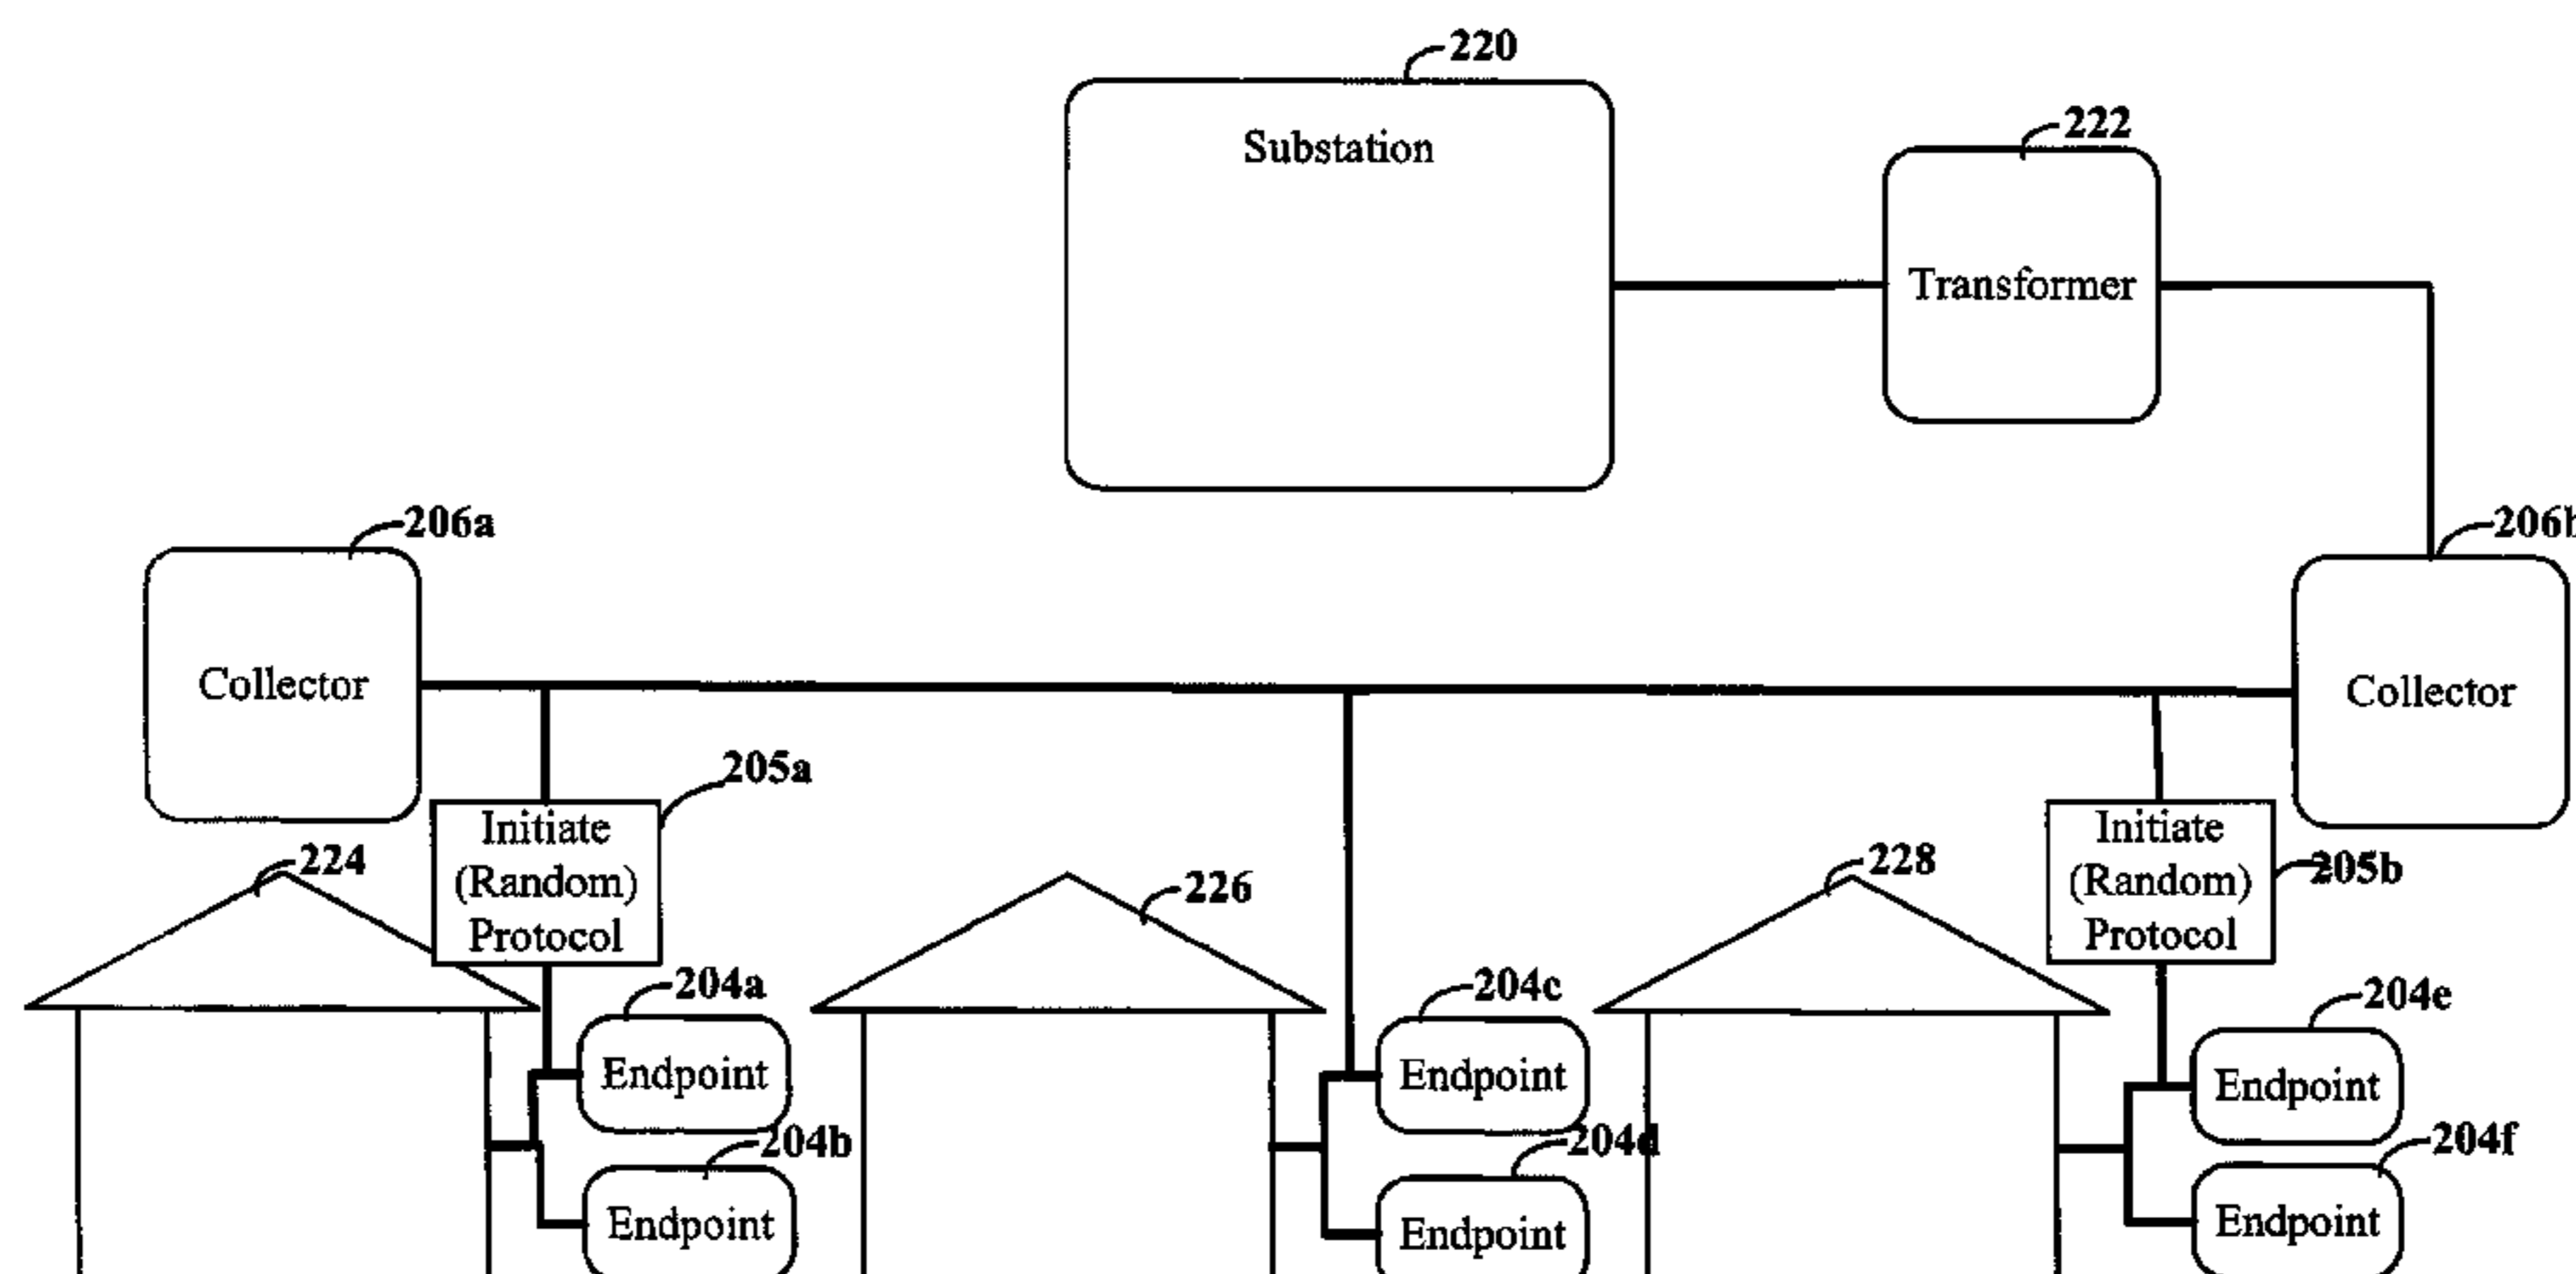 220
Substation
222
Transformer
206a
Collector
206b
Collector
205a
Initiate
(Random)
Protocol
205b
Initiate
(Random)
Protocol
224
226
228
204a
Endpoint
204b
Endpoint
204c
Endpoint
204d
Endpoint
204e
Endpoint
204f
Endpoint